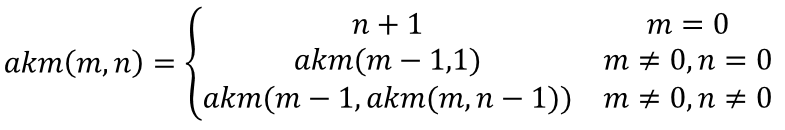 n + 1 m = 0
akm(m, n) = { akm(m − 1,1) m ≠ 0, n = 0
akm(m − 1, akm(m, n − 1)) m ≠ 0, n ≠ 0